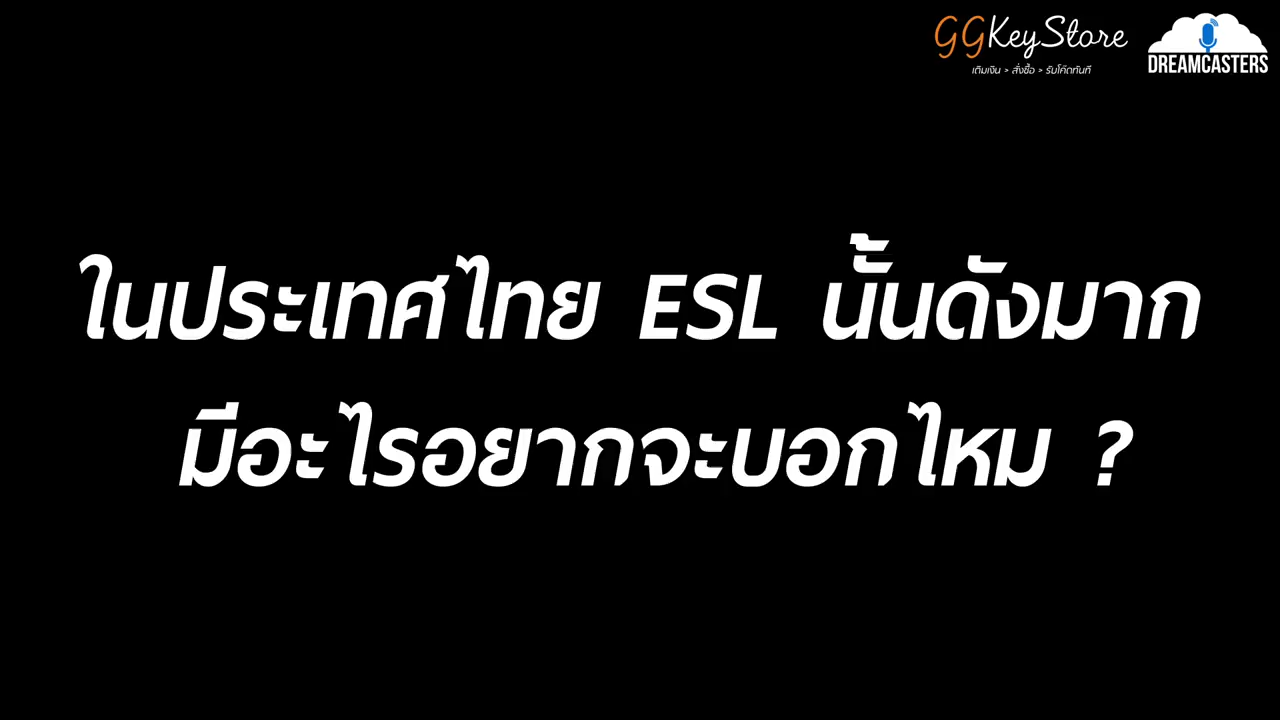 GGKeyStore
เติมเงิน > สั่งซื้อ > รับโค๊ดทันที
DREAMCASTERS
ในประเทศไทย ESL นั้นดังมาก
มีอะไรอยากจะบอกไหม ?